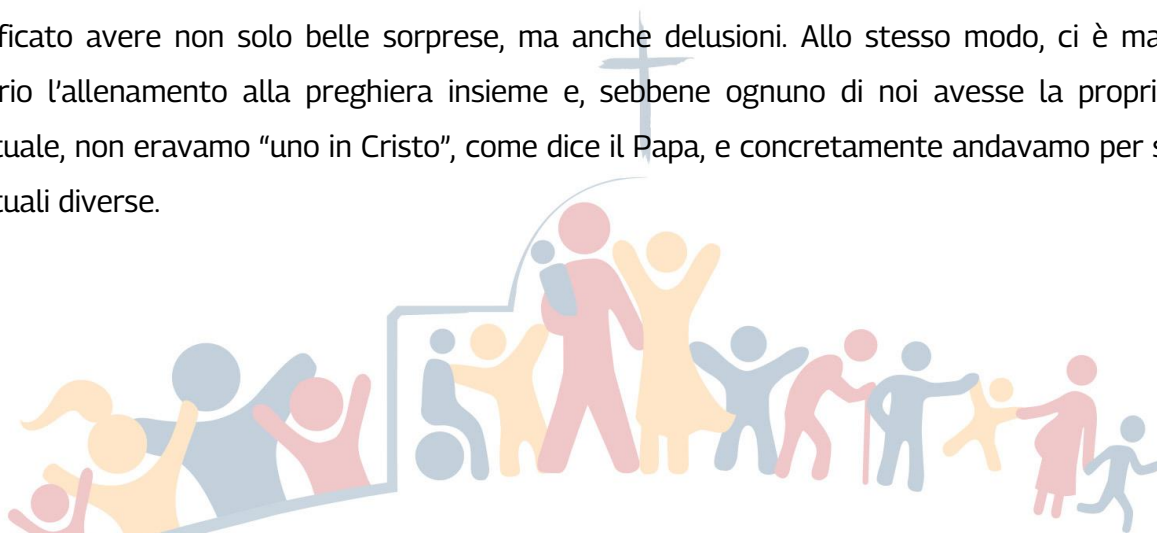 ficato avere non solo belle sorprese, ma anche delusioni. Allo stesso modo, ci è ma
rio l'allenamento alla preghiera insieme e, sebbene ognuno di noi avesse la propri
tuale, non eravamo “uno in Cristo”, come dice il Papa, e concretamente andavamo per s
tuali diverse.